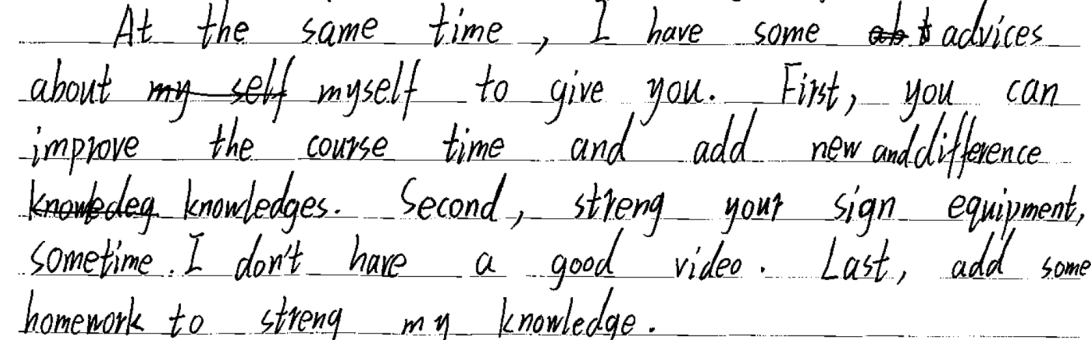 At the same time, I have some advices
about my self myself to give you. First, you can
improve the course time and add new and difference
knowledges. Second, streng your sign equipment,
sometime. I don't have a good video. Last, add some
homework to streng my knowledge.